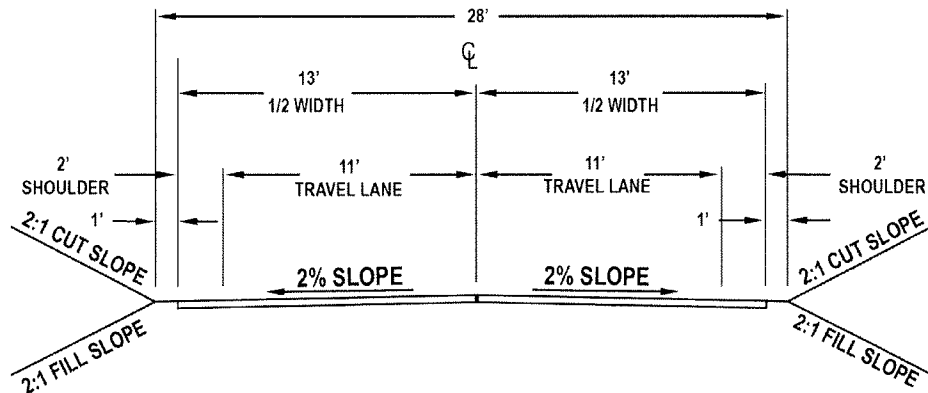 28'
℄
13'
1/2 WIDTH
13'
1/2 WIDTH
2'
SHOULDER
11'
TRAVEL LANE
11'
TRAVEL LANE
2'
SHOULDER
1'
1'
2:1 CUT SLOPE
2% SLOPE
2% SLOPE
2:1 CUT SLOPE
2:1 FILL SLOPE
2:1 FILL SLOPE